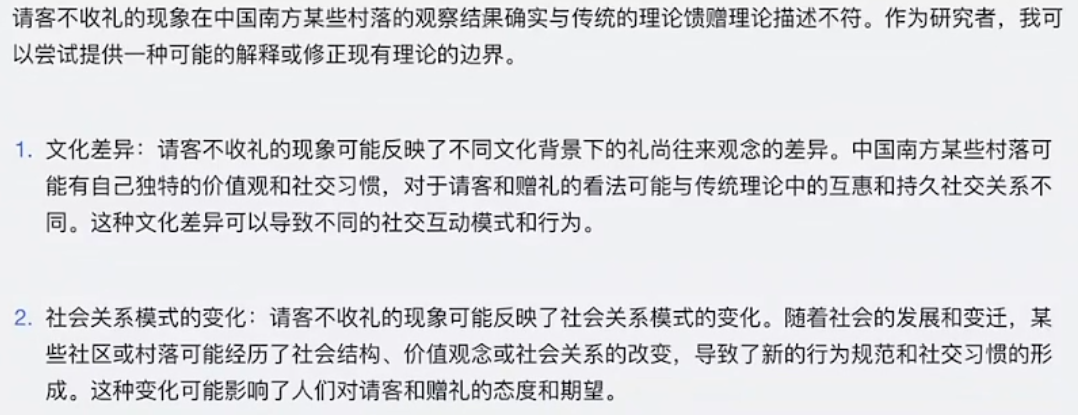 请客不收礼的现象在中国南方某些村落的观察结果确实与传统的理论馈赠理论描述不符。作为研究者，我可
以尝试提供一种可能的解释或修正现有理论的边界。
1. 文化差异：请客不收礼的现象可能反映了不同文化背景下的礼尚往来观念的差异。中国南方某些村落可
能有自己独特的价值观和社交习惯，对于请客和赠礼的看法可能与传统理论中的互惠和持久社交关系不
同。这种文化差异可以导致不同的社交互动模式和行为。
2. 社会关系模式的变化：请客不收礼的现象可能反映了社会关系模式的变化。随着社会的发展和变迁，某
些社区或村落可能经历了社会结构、价值观念或社会关系的改变，导致了新的行为规范和社交习惯的形
成。这种变化可能影响了人们对请客和赠礼的态度和期望。